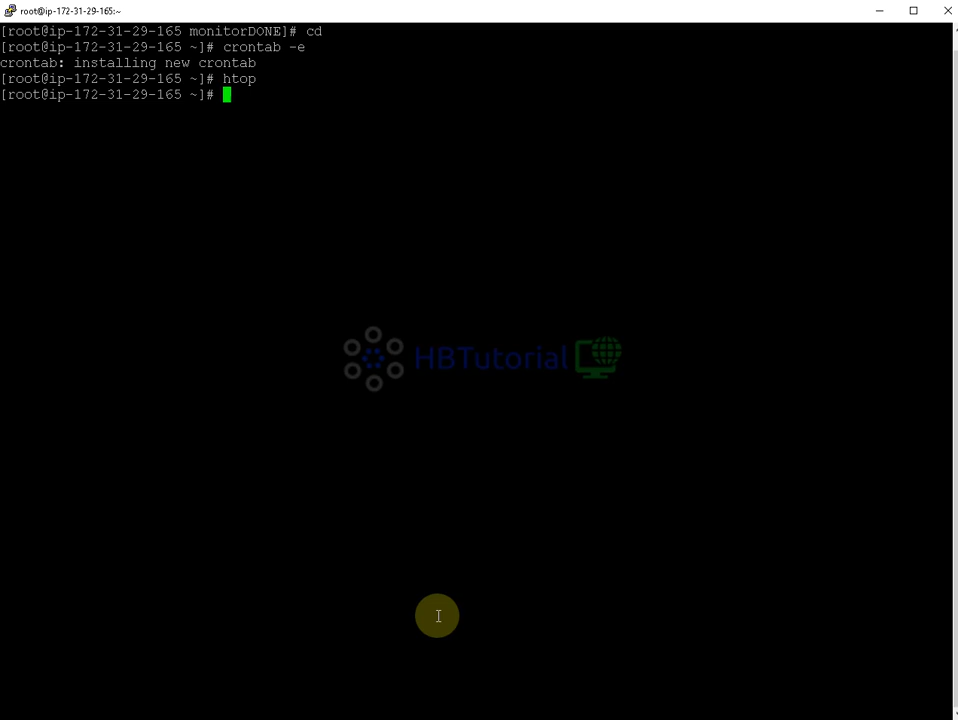 root@ip-172-31-29-165:~
[root@ip-172-31-29-165 monitorDONE]# cd
[root@ip-172-31-29-165 ~]# crontab -e
crontab: installing new crontab
[root@ip-172-31-29-165 ~]# htop
[root@ip-172-31-29-165 ~]#
HBTutorial